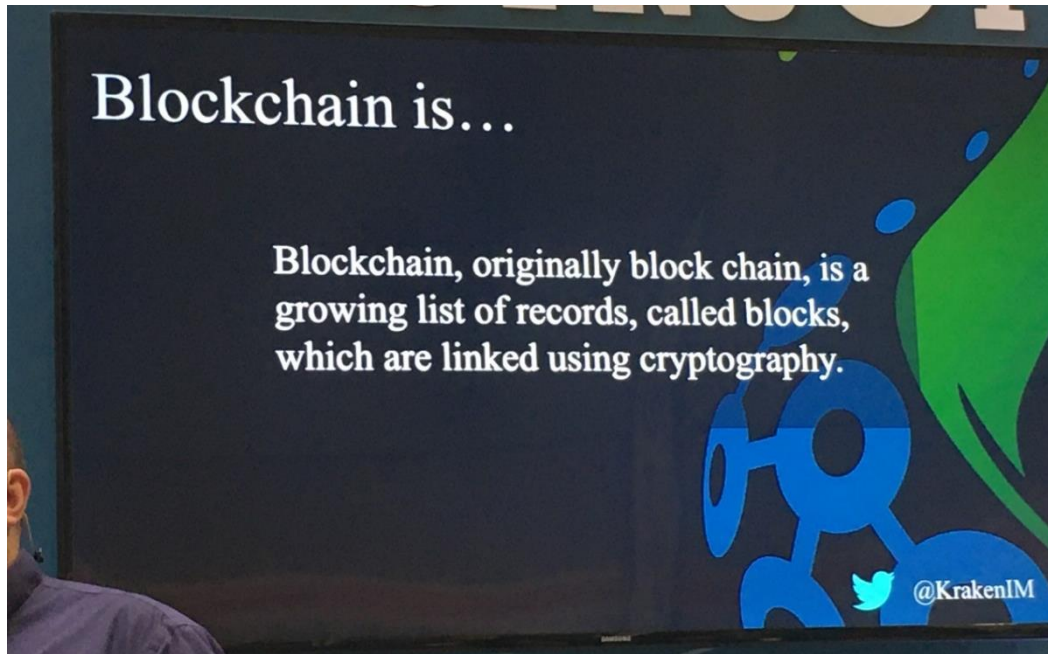 Blockchain is...
Blockchain, originally block chain, is a
growing list of records, called blocks,
which are linked using cryptography.
@KrakenIM
SAMSUNG